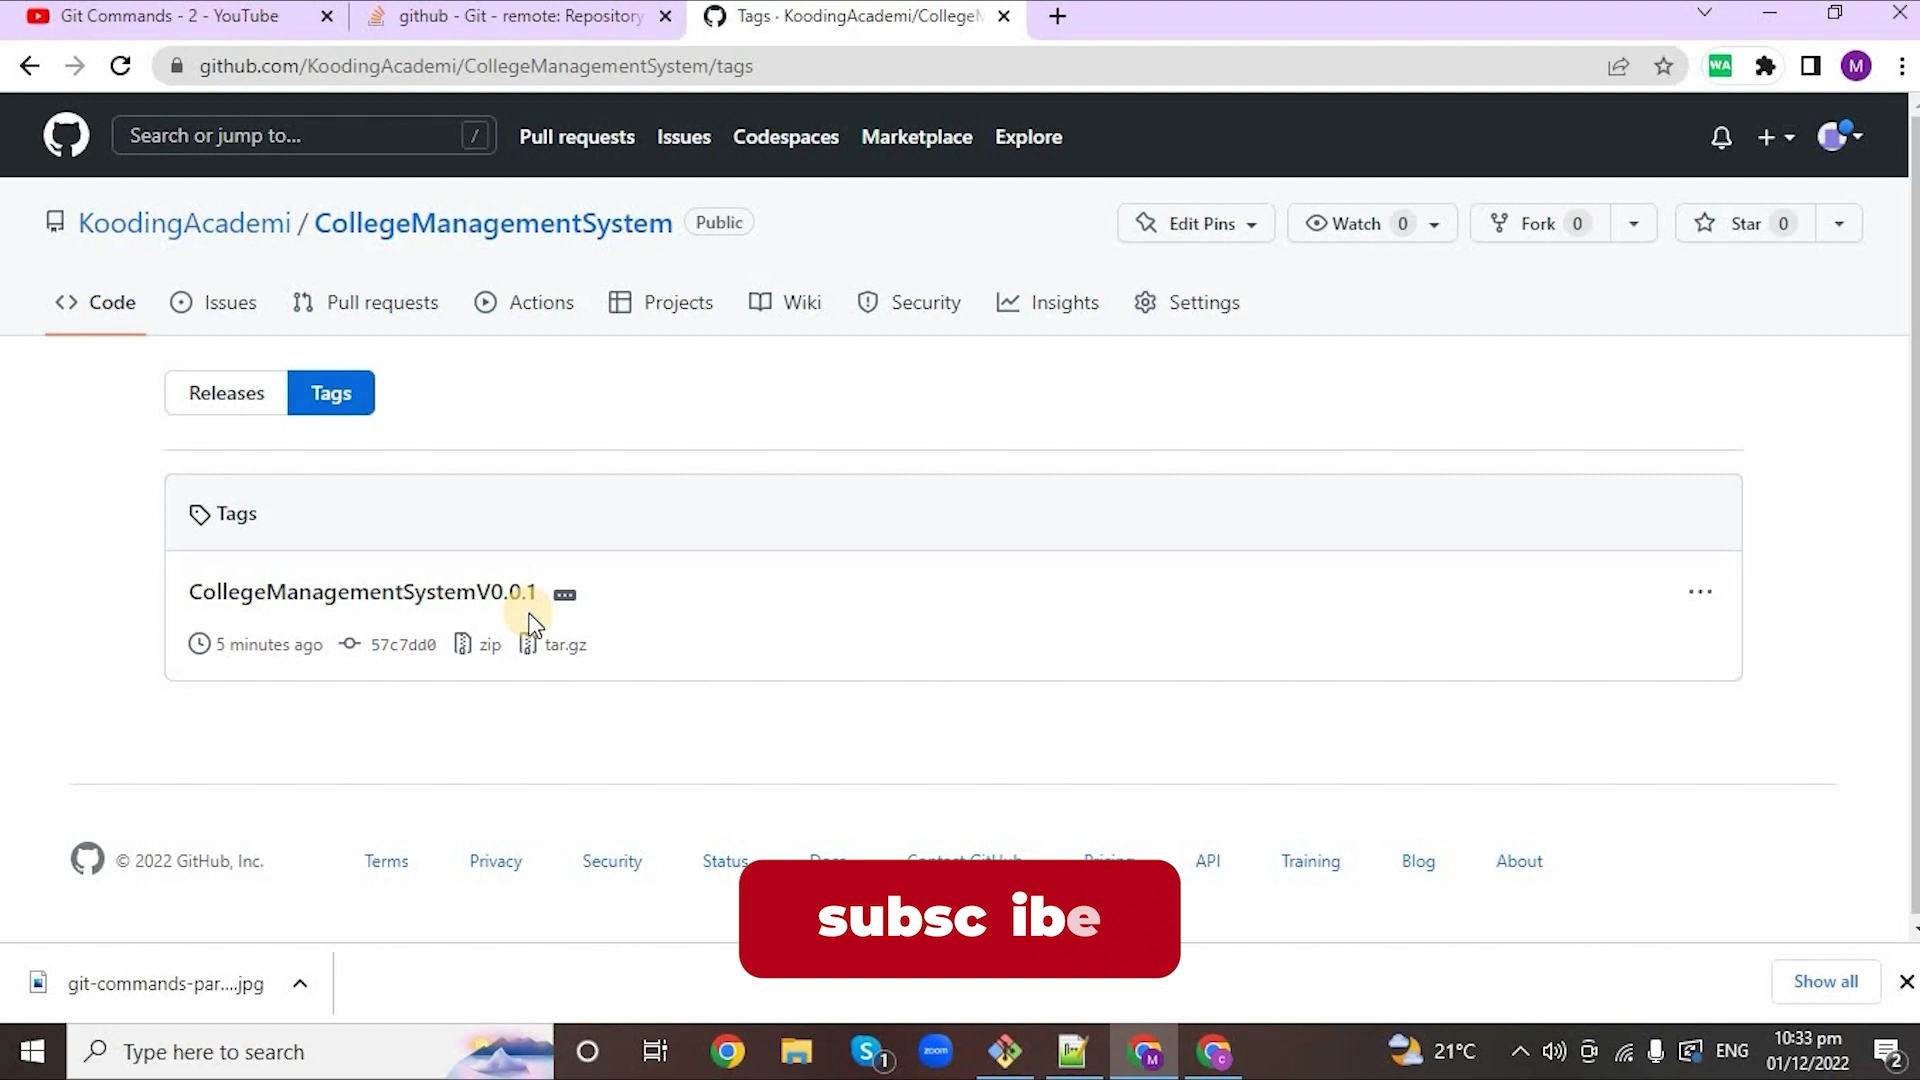 Git Commands - 2 - YouTube
github - Git - remote: Repository
Tags · KoodingAcademi/College
github.com/KoodingAcademi/CollegeManagementSystem/tags
WA
M
Search or jump to...
/
Pull requests
Issues
Codespaces
Marketplace
Explore
KoodingAcademi / CollegeManagementSystem
Public
Edit Pins
Watch 0
Fork 0
Star 0
<> Code
Issues
Pull requests
Actions
Projects
Wiki
Security
Insights
Settings
Releases
Tags
Tags
CollegeManagementSystemV0.0.1
5 minutes ago
57c7dd0
zip
tar.gz
© 2022 GitHub, Inc.
Terms
Privacy
Security
Status
API
Training
Blog
About
subsc ibe
git-commands-par....jpg
Show all
Type here to search
1
zoom
M
C
21°C
ENG
10:33 pm
01/12/2022
2